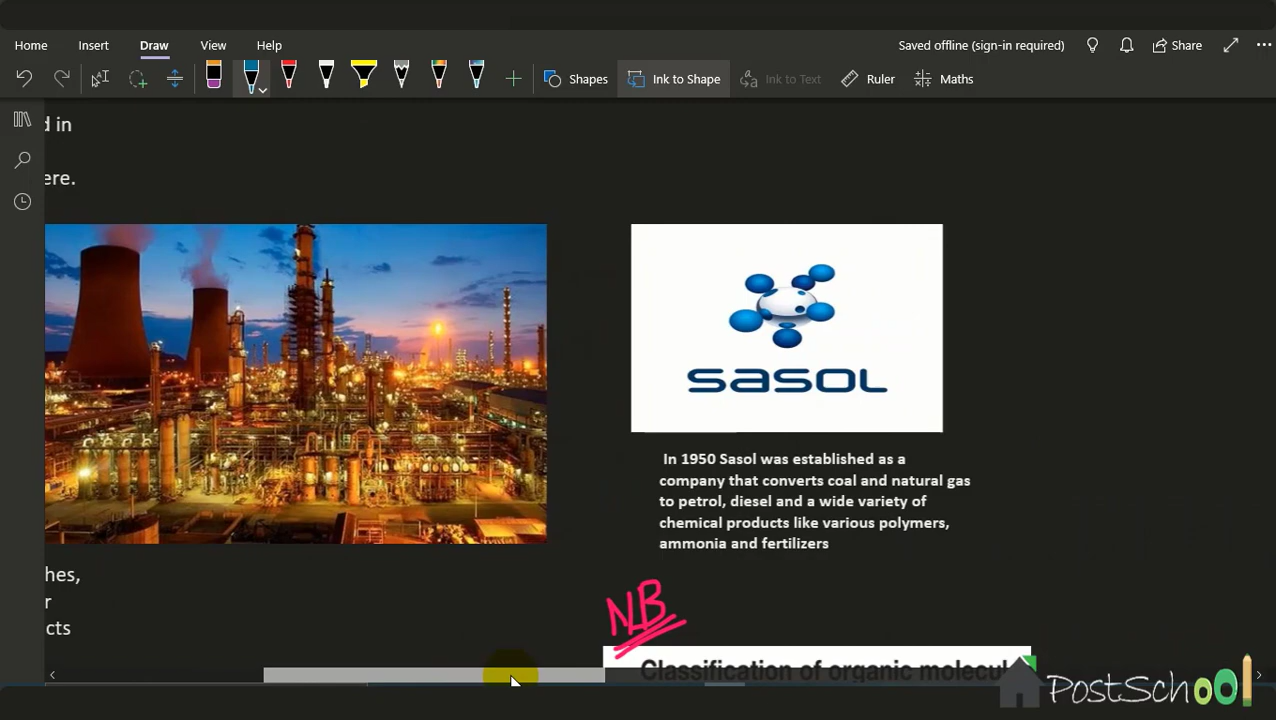 Home Insert Draw View Help Saved offline (sign-in required) Share
Shapes Ink to Shape Ink to Text Ruler Maths
d in
ere.
sasol
In 1950 Sasol was established as a
company that converts coal and natural gas
to petrol, diesel and a wide variety of
chemical products like various polymers,
ammonia and fertilizers
hes,
r
cts
NB
Classification of organic molecul
PostSchool